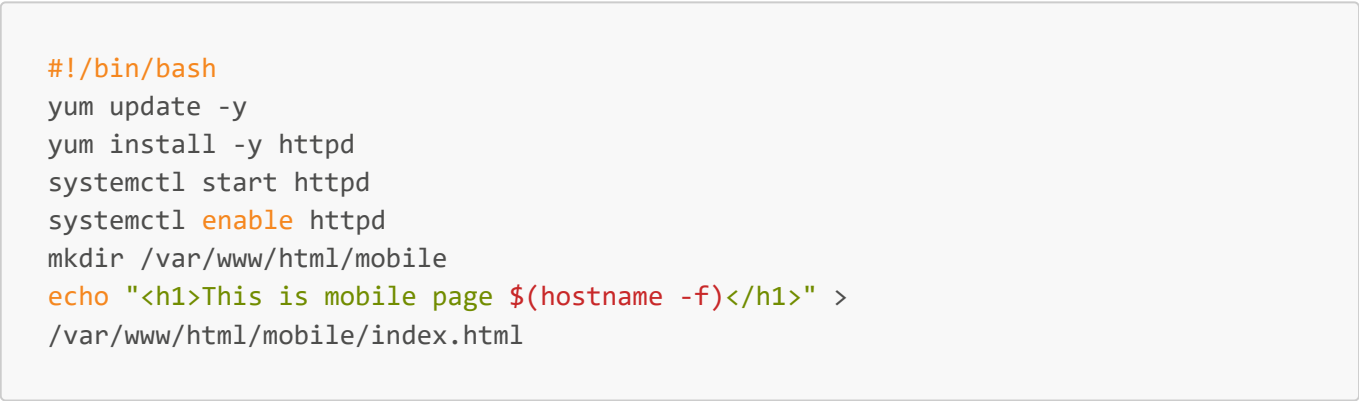 #!/bin/bash
yum update -y
yum install -y httpd
systemctl start httpd
systemctl enable httpd
mkdir /var/www/html/mobile
echo "<h1>This is mobile page $(hostname -f)</h1>" >
/var/www/html/mobile/index.html